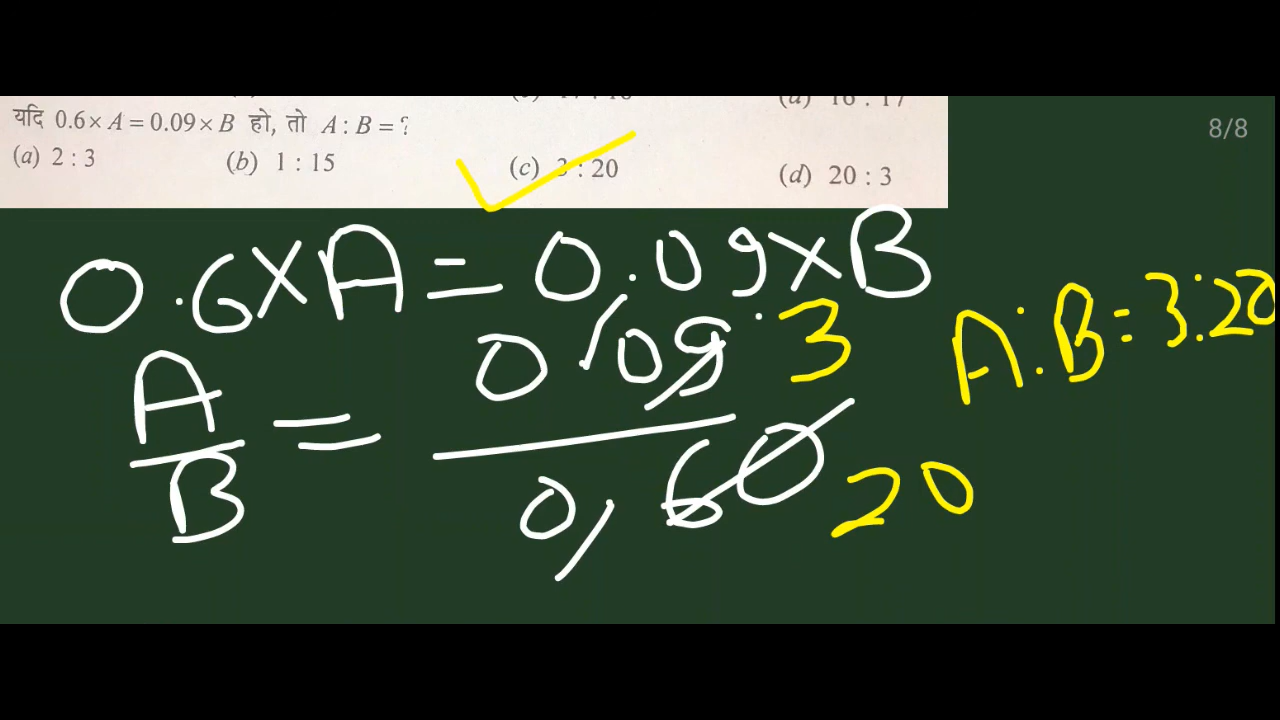 यदि 0.6 × A = 0.09 × B हो, तो A : B = ?
(a) 2 : 3 (b) 1 : 15 (c) 3 : 20 (d) 20 : 3
8/8
0.6×A=0.09×B
A/B = 0.09/0.60
3
20
A:B=3:20